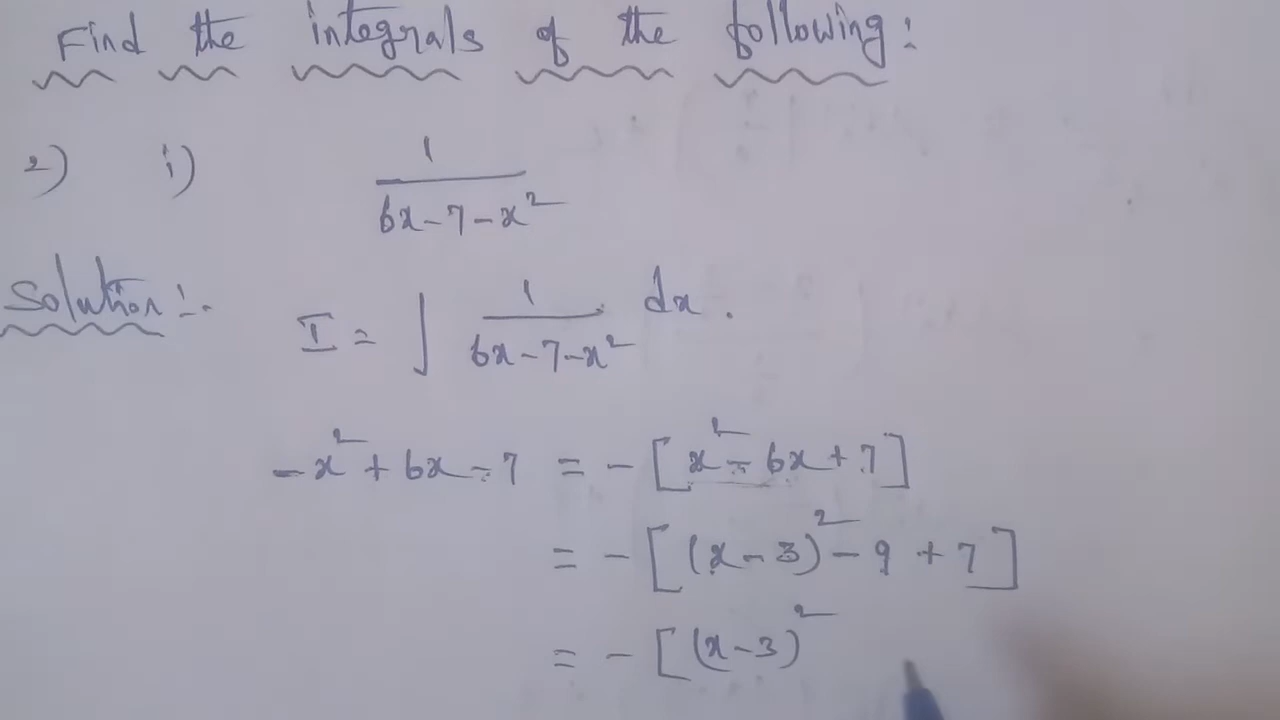 Find the integrals of the following:
2) i) 1/(6x-7-x²)
Solution:-
I = ∫ 1/(6x-7-x²) dx.
-x²+6x-7 = -[x²-6x+7]
= -[(x-3)²-9+7]
= -[(x-3)²